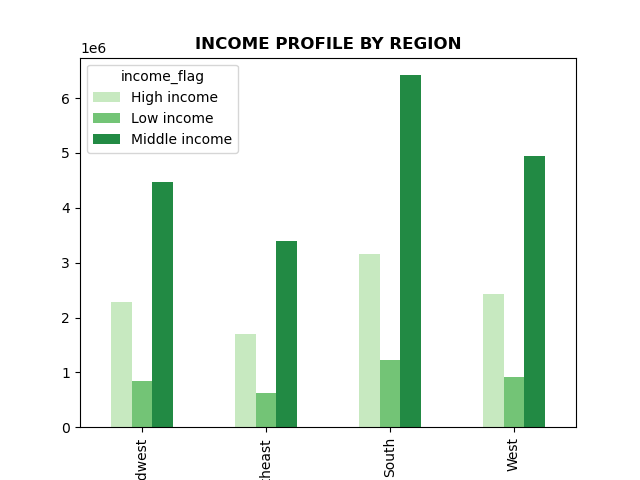 INCOME PROFILE BY REGION
1e6
income_flag
High income
Low income
Middle income
6
5
4
3
2
1
0
dwest
theast
South
West